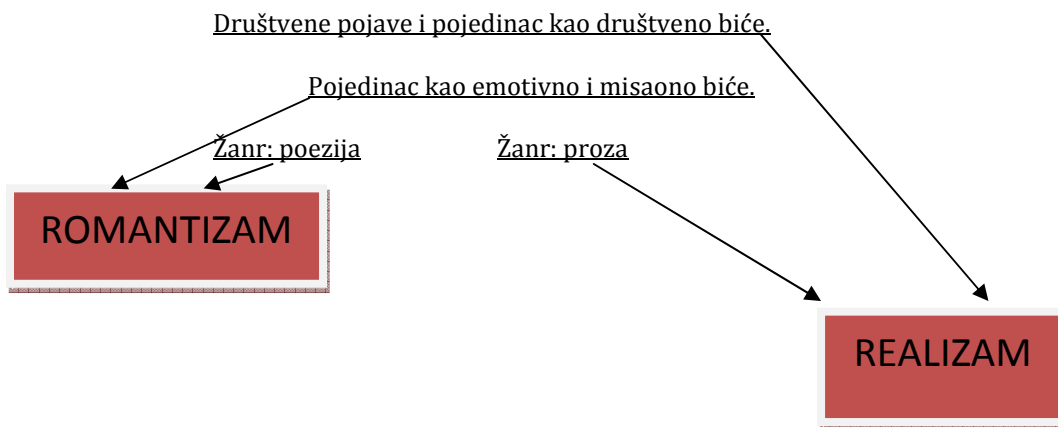 Društvene pojave i pojedinac kao društveno biće.
Pojedinac kao emotivno i misaono biće.
Žanr: poezija
Žanr: proza
ROMANTIZAM
REALIZAM